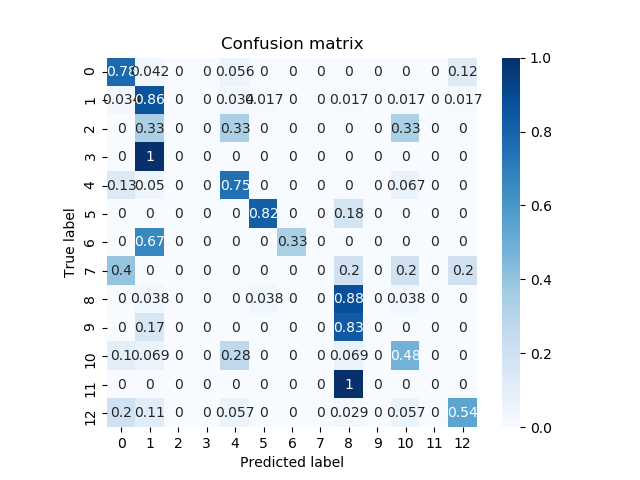 Confusion matrix
True label
0 0.78 0.042 0 0 0.056 0 0 0 0 0 0 0 0.12
1 0.034 0.86 0 0 0.034 0.017 0 0 0.017 0 0.017 0 0.017
2 0 0.33 0 0 0.33 0 0 0 0 0 0.33 0 0
3 0 1 0 0 0 0 0 0 0 0 0 0 0
4 0.13 0.05 0 0 0.75 0 0 0 0 0 0.067 0 0
5 0 0 0 0 0 0.82 0 0 0.18 0 0 0 0
6 0 0.67 0 0 0 0 0.33 0 0 0 0 0 0
7 0.4 0 0 0 0 0 0 0 0.2 0 0.2 0 0.2
8 0 0.038 0 0 0 0.038 0 0 0.88 0 0.038 0 0
9 0 0.17 0 0 0 0 0 0 0.83 0 0 0 0
10 0.1 0.069 0 0 0.28 0 0 0 0.069 0 0.48 0 0
11 0 0 0 0 0 0 0 0 1 0 0 0 0
12 0.2 0.11 0 0 0.057 0 0 0 0.029 0 0.057 0 0.54
0 1 2 3 4 5 6 7 8 9 10 11 12
Predicted label
1.0
0.8
0.6
0.4
0.2
0.0